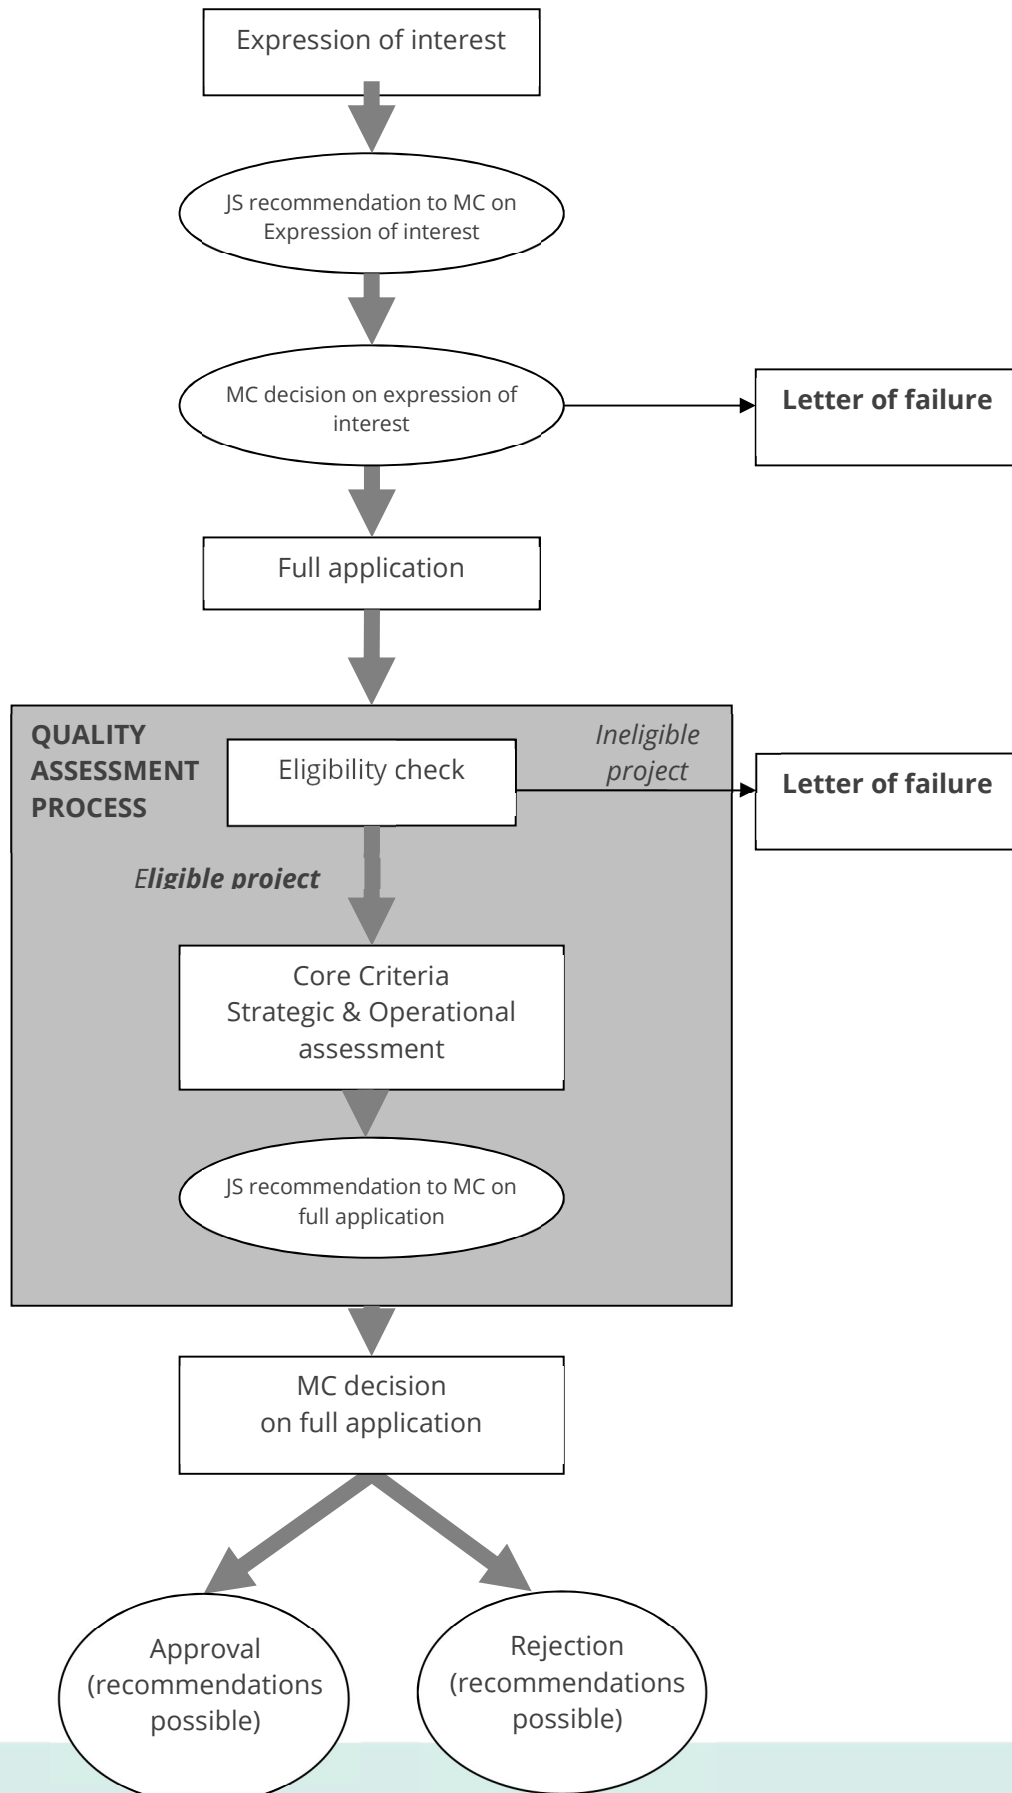 Expression of interest
JS recommendation to MC on
Expression of interest
MC decision on expression of
interest
Letter of failure
Full application
QUALITY
ASSESSMENT
PROCESS
Eligibility check
Ineligible
project
Letter of failure
Eligible project
Core Criteria
Strategic & Operational
assessment
JS recommendation to MC on
full application
MC decision
on full application
Approval
(recommendations
possible)
Rejection
(recommendations
possible)